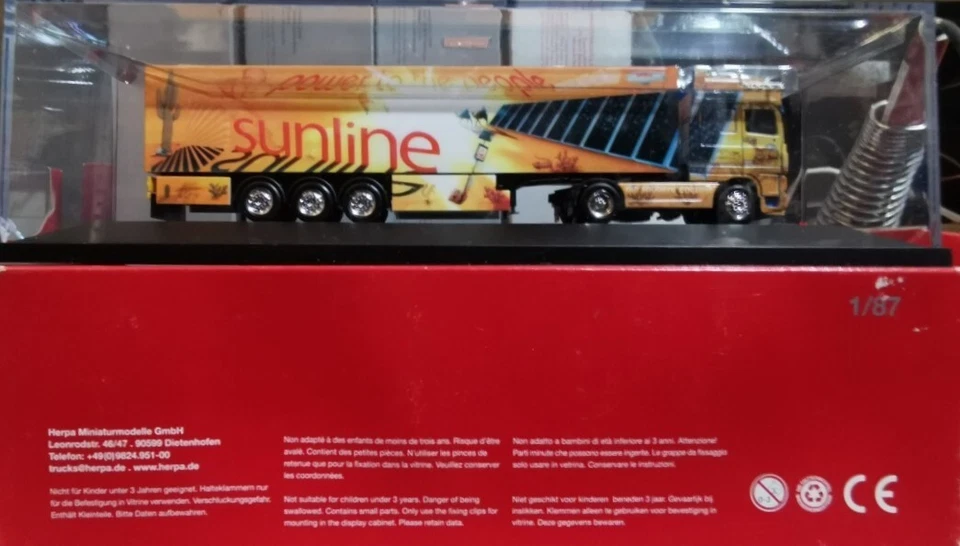 power to the people
sunline
1/87
Herpa Miniaturmodelle GmbH
Leonrodstr. 46/47 . 90599 Dietenhofen
Telefon: +49(0)9824.951-00
trucks@herpa.de . www.herpa.de
Nicht für Kinder unter 3 Jahren geeignet. Halteklammern nur
für die Befestigung in Vitrine verwenden. Verschluckungsgefahr.
Enthält Kleinteile. Bitte Daten aufbewahren.
Non adapté à des enfants de moins de trois ans. Risque d'être
avalé. Contient des petites pièces. N'utiliser les pinces de
retenue que pour la fixation dans la vitrine. Veuillez conserver
les coordonnées.
Not suitable for children under 3 years. Danger of being
swallowed. Contains small parts. Only use the fixing clips for
mounting in the display cabinet. Please retain data.
Non adatto a bambini di età inferiore ai 3 anni. Attenzione!
Parti minute che possono essere ingerite. Le grappe de fissaggio
solo usare in vetrina. Conservare le instruzioni.
Niet geschikt voor kinderen beneden 3 jaar. Gevaarlijk bij
instikken. Klemmen alleen te gebruiken voor bevestiging in
vitrine. Deze gegevens bewaren.
0-3
CE